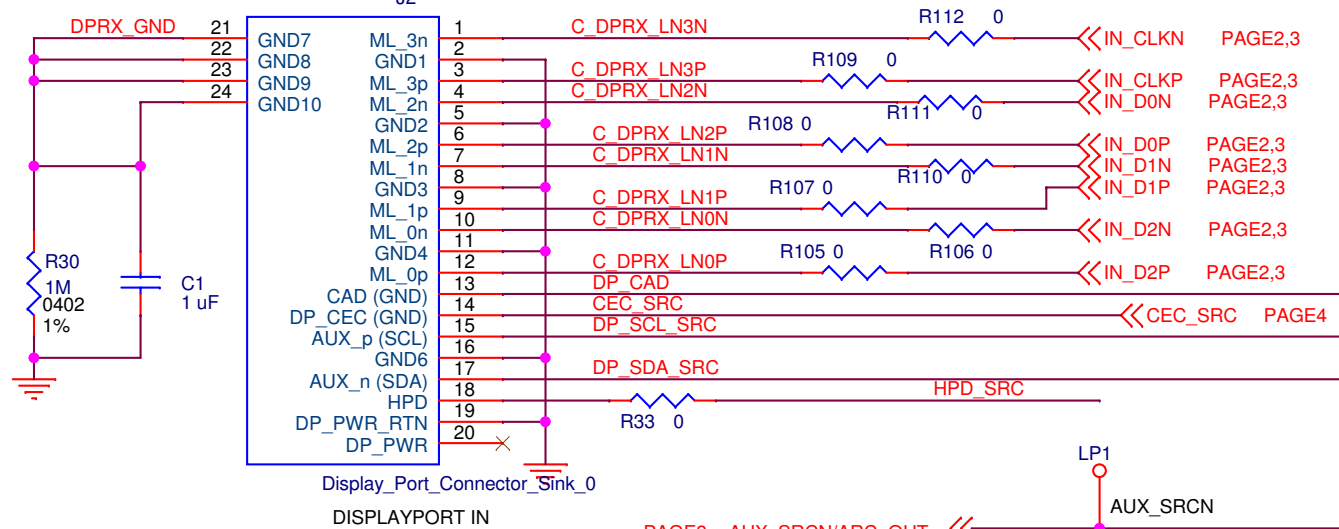 J2
DPRX_GND 21 GND7 ML_3n 1 C_DPRX_LN3N R112 0 IN_CLKN PAGE2,3
22 GND8 GND1 2
23 GND9 ML_3p 3 C_DPRX_LN3P R109 0 IN_CLKP PAGE2,3
24 GND10 ML_2n 4 C_DPRX_LN2N R111 0 IN_D0N PAGE2,3
GND2 5
ML_2p 6 C_DPRX_LN2P R108 0 IN_D0P PAGE2,3
ML_1n 7 C_DPRX_LN1N R110 0 IN_D1N PAGE2,3
GND3 8 IN_D1P PAGE2,3
ML_1p 9 C_DPRX_LN1P R107 0
ML_0n 10 C_DPRX_LN0N R106 0 IN_D2N PAGE2,3
GND4 11
ML_0p 12 C_DPRX_LN0P R105 0 IN_D2P PAGE2,3
CAD (GND) 13 DP_CAD
DP_CEC (GND) 14 CEC_SRC CEC_SRC PAGE4
AUX_p (SCL) 15 DP_SCL_SRC
GND6 16
AUX_n (SDA) 17 DP_SDA_SRC
HPD 18 R33 0 HPD_SRC
DP_PWR_RTN 19
DP_PWR 20
R30
1M
0402
1%
C1
1 uF
Display_Port_Connector_Sink_0
DISPLAYPORT IN
LP1
AUX_SRCN